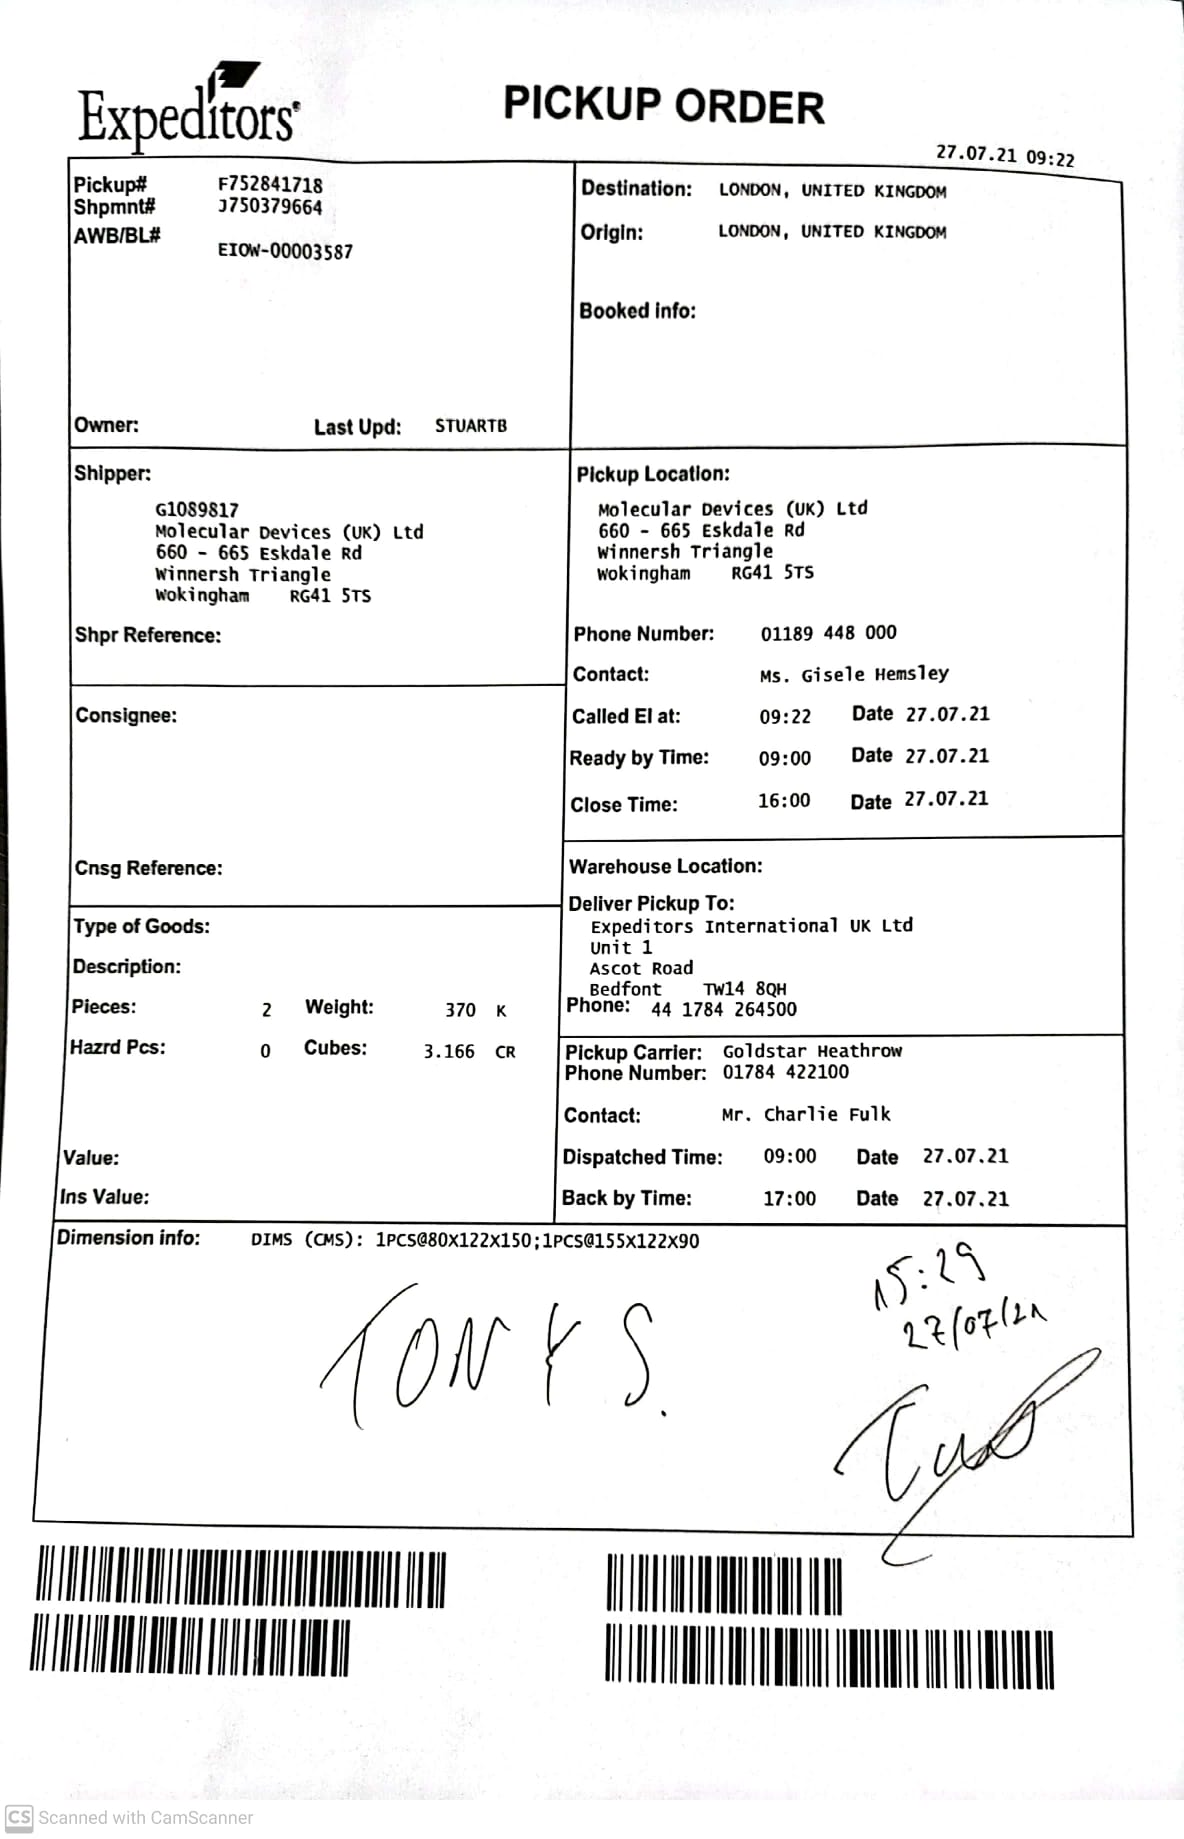 Expeditors
PICKUP ORDER
27.07.21 09:22
Pickup# F752841718
Shpmnt# J750379664
AWB/BL#
EIOW-00003587
Owner: Last Upd: STUARTB
Destination: LONDON, UNITED KINGDOM
Origin: LONDON, UNITED KINGDOM
Booked info:
Shipper:
G1089817
Molecular Devices (UK) Ltd
660 - 665 Eskdale Rd
Winnersh Triangle
Wokingham RG41 5TS
Shpr Reference:
Consignee:
Cnsg Reference:
Type of Goods:
Description:
Pieces: 2 Weight: 370 K
Hazrd Pcs: 0 Cubes: 3.166 CR
Value:
Ins Value:
Pickup Location:
Molecular Devices (UK) Ltd
660 - 665 Eskdale Rd
Winnersh Triangle
Wokingham RG41 5TS
Phone Number: 01189 448 000
Contact: Ms. Gisele Hemsley
Called EI at: 09:22 Date 27.07.21
Ready by Time: 09:00 Date 27.07.21
Close Time: 16:00 Date 27.07.21
Warehouse Location:
Deliver Pickup To:
Expeditors International UK Ltd
Unit 1
Ascot Road
Bedfont TW14 8QH
Phone: 44 1784 264500
Pickup Carrier: Goldstar Heathrow
Phone Number: 01784 422100
Contact: Mr. Charlie Fulk
Dispatched Time: 09:00 Date 27.07.21
Back by Time: 17:00 Date 27.07.21
Dimension info: DIMS (CMS): 1PCS@80X122X150;1PCS@155X122X90
15:29
27/07/21
TONY S.
CS Scanned with CamScanner